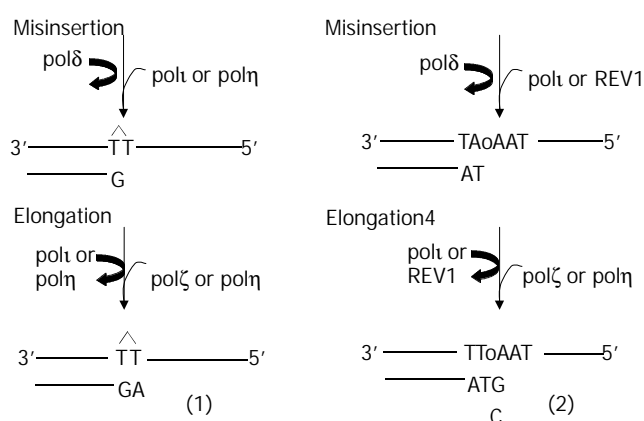 Misinsertion
polδ
polι or polη
3′ TT 5′
G
Elongation
polι or
polη
polζ or polη
3′ TT 5′
GA
(1)
Misinsertion
polδ
polι or REV1
3′ TAoAAT 5′
AT
Elongation4
polι or
REV1
polζ or polη
3′ TToAAT 5′
ATG
C
(2)